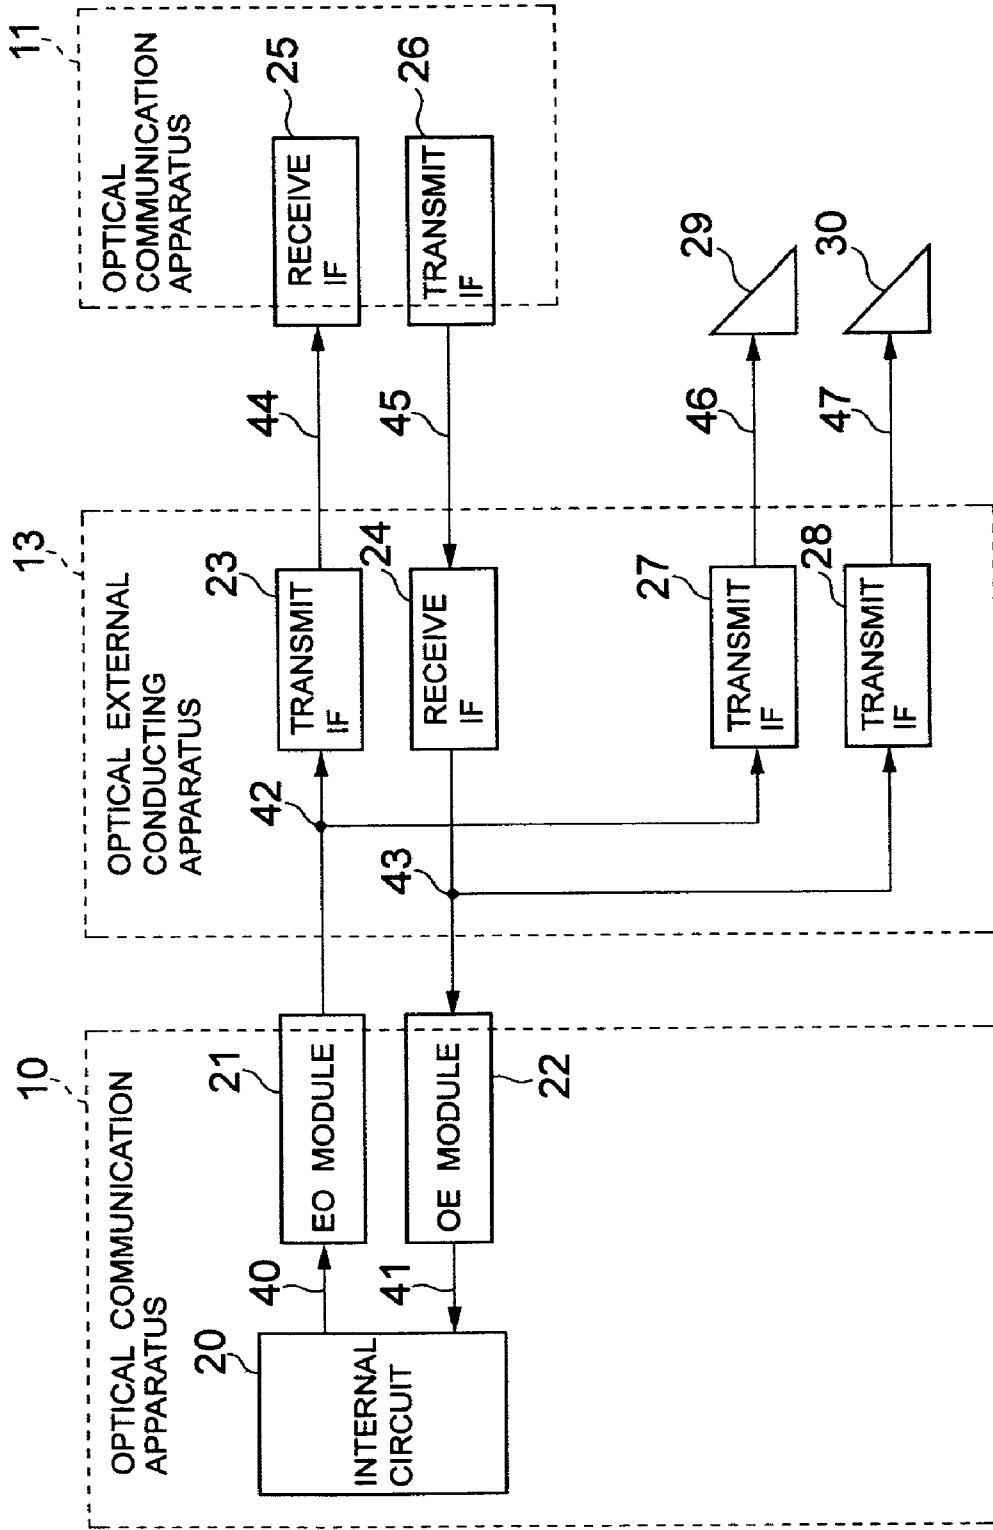 10
OPTICAL COMMUNICATION
APPARATUS
20
INTERNAL
CIRCUIT
40
41
21
EO MODULE
OE MODULE
22
13
OPTICAL EXTERNAL
CONDUCTING
APPARATUS
42
43
23
TRANSMIT
IF
24
RECEIVE
IF
27
TRANSMIT
IF
28
TRANSMIT
IF
44
45
46
47
11
OPTICAL
COMMUNICATION
APPARATUS
25
RECEIVE
IF
26
TRANSMIT
IF
29
30